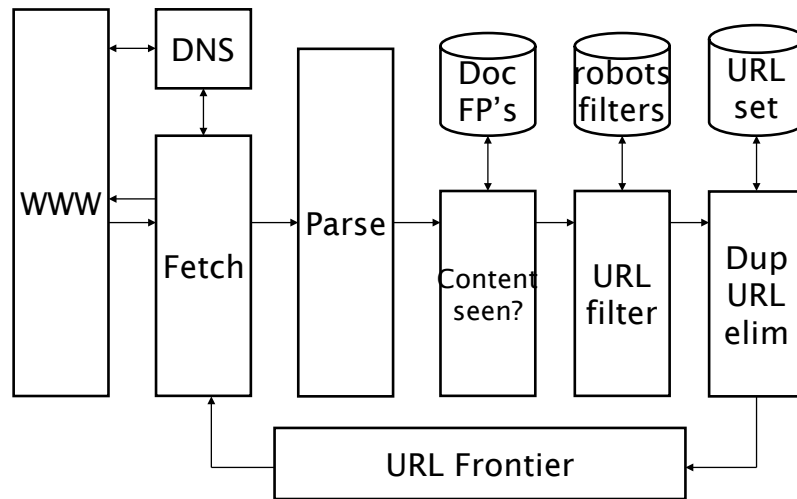 DNS
Doc
FP's
robots
filters
URL
set
WWW
Fetch
Parse
Content
seen?
URL
filter
Dup
URL
elim
URL Frontier